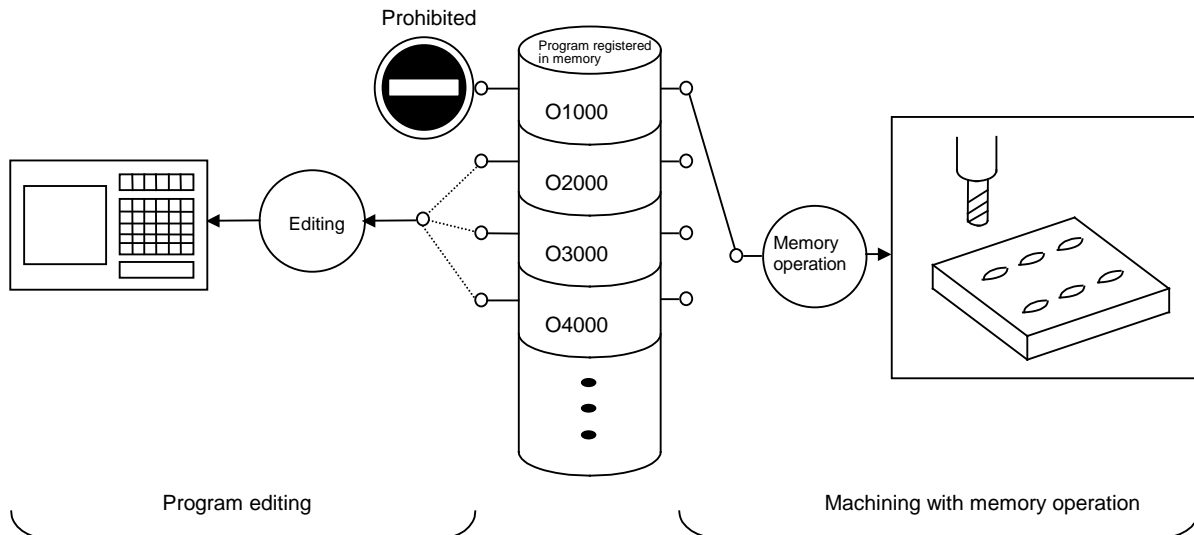 Prohibited
Program registered
in memory
O1000
O2000
O3000
O4000
Editing
Memory
operation
Program editing
Machining with memory operation